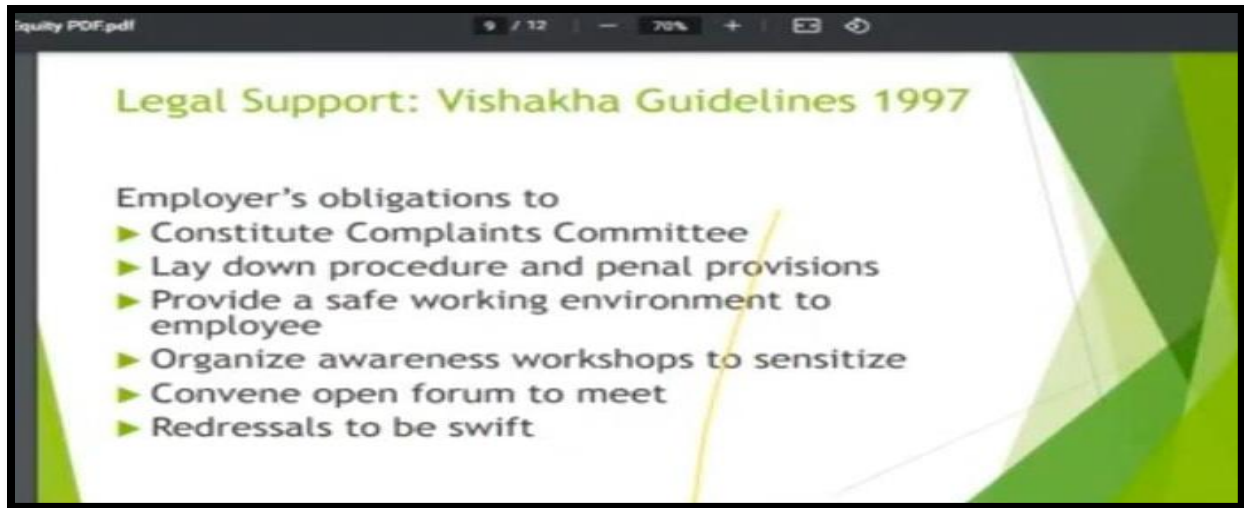 Equity PDF.pdf
9 / 12 — 70% +
Legal Support: Vishakha Guidelines 1997
Employer's obligations to
► Constitute Complaints Committee
► Lay down procedure and penal provisions
► Provide a safe working environment to
employee
► Organize awareness workshops to sensitize
► Convene open forum to meet
► Redressals to be swift